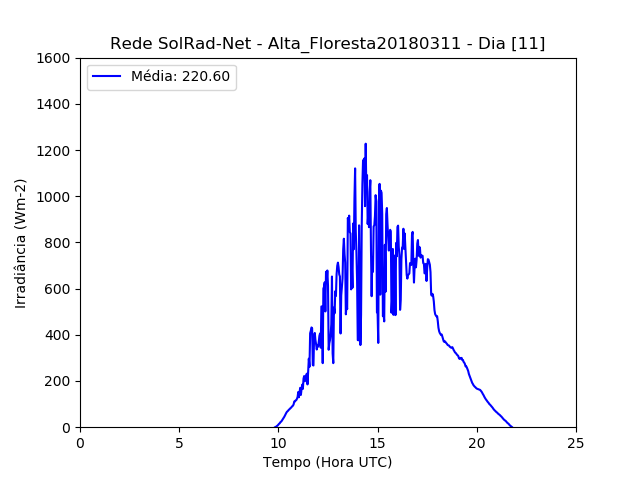 Rede SolRad-Net - Alta_Floresta20180311 - Dia [11]
Média: 220.60
Irradiância (Wm-2)
1600
1400
1200
1000
800
600
400
200
0
0 5 10 15 20 25
Tempo (Hora UTC)